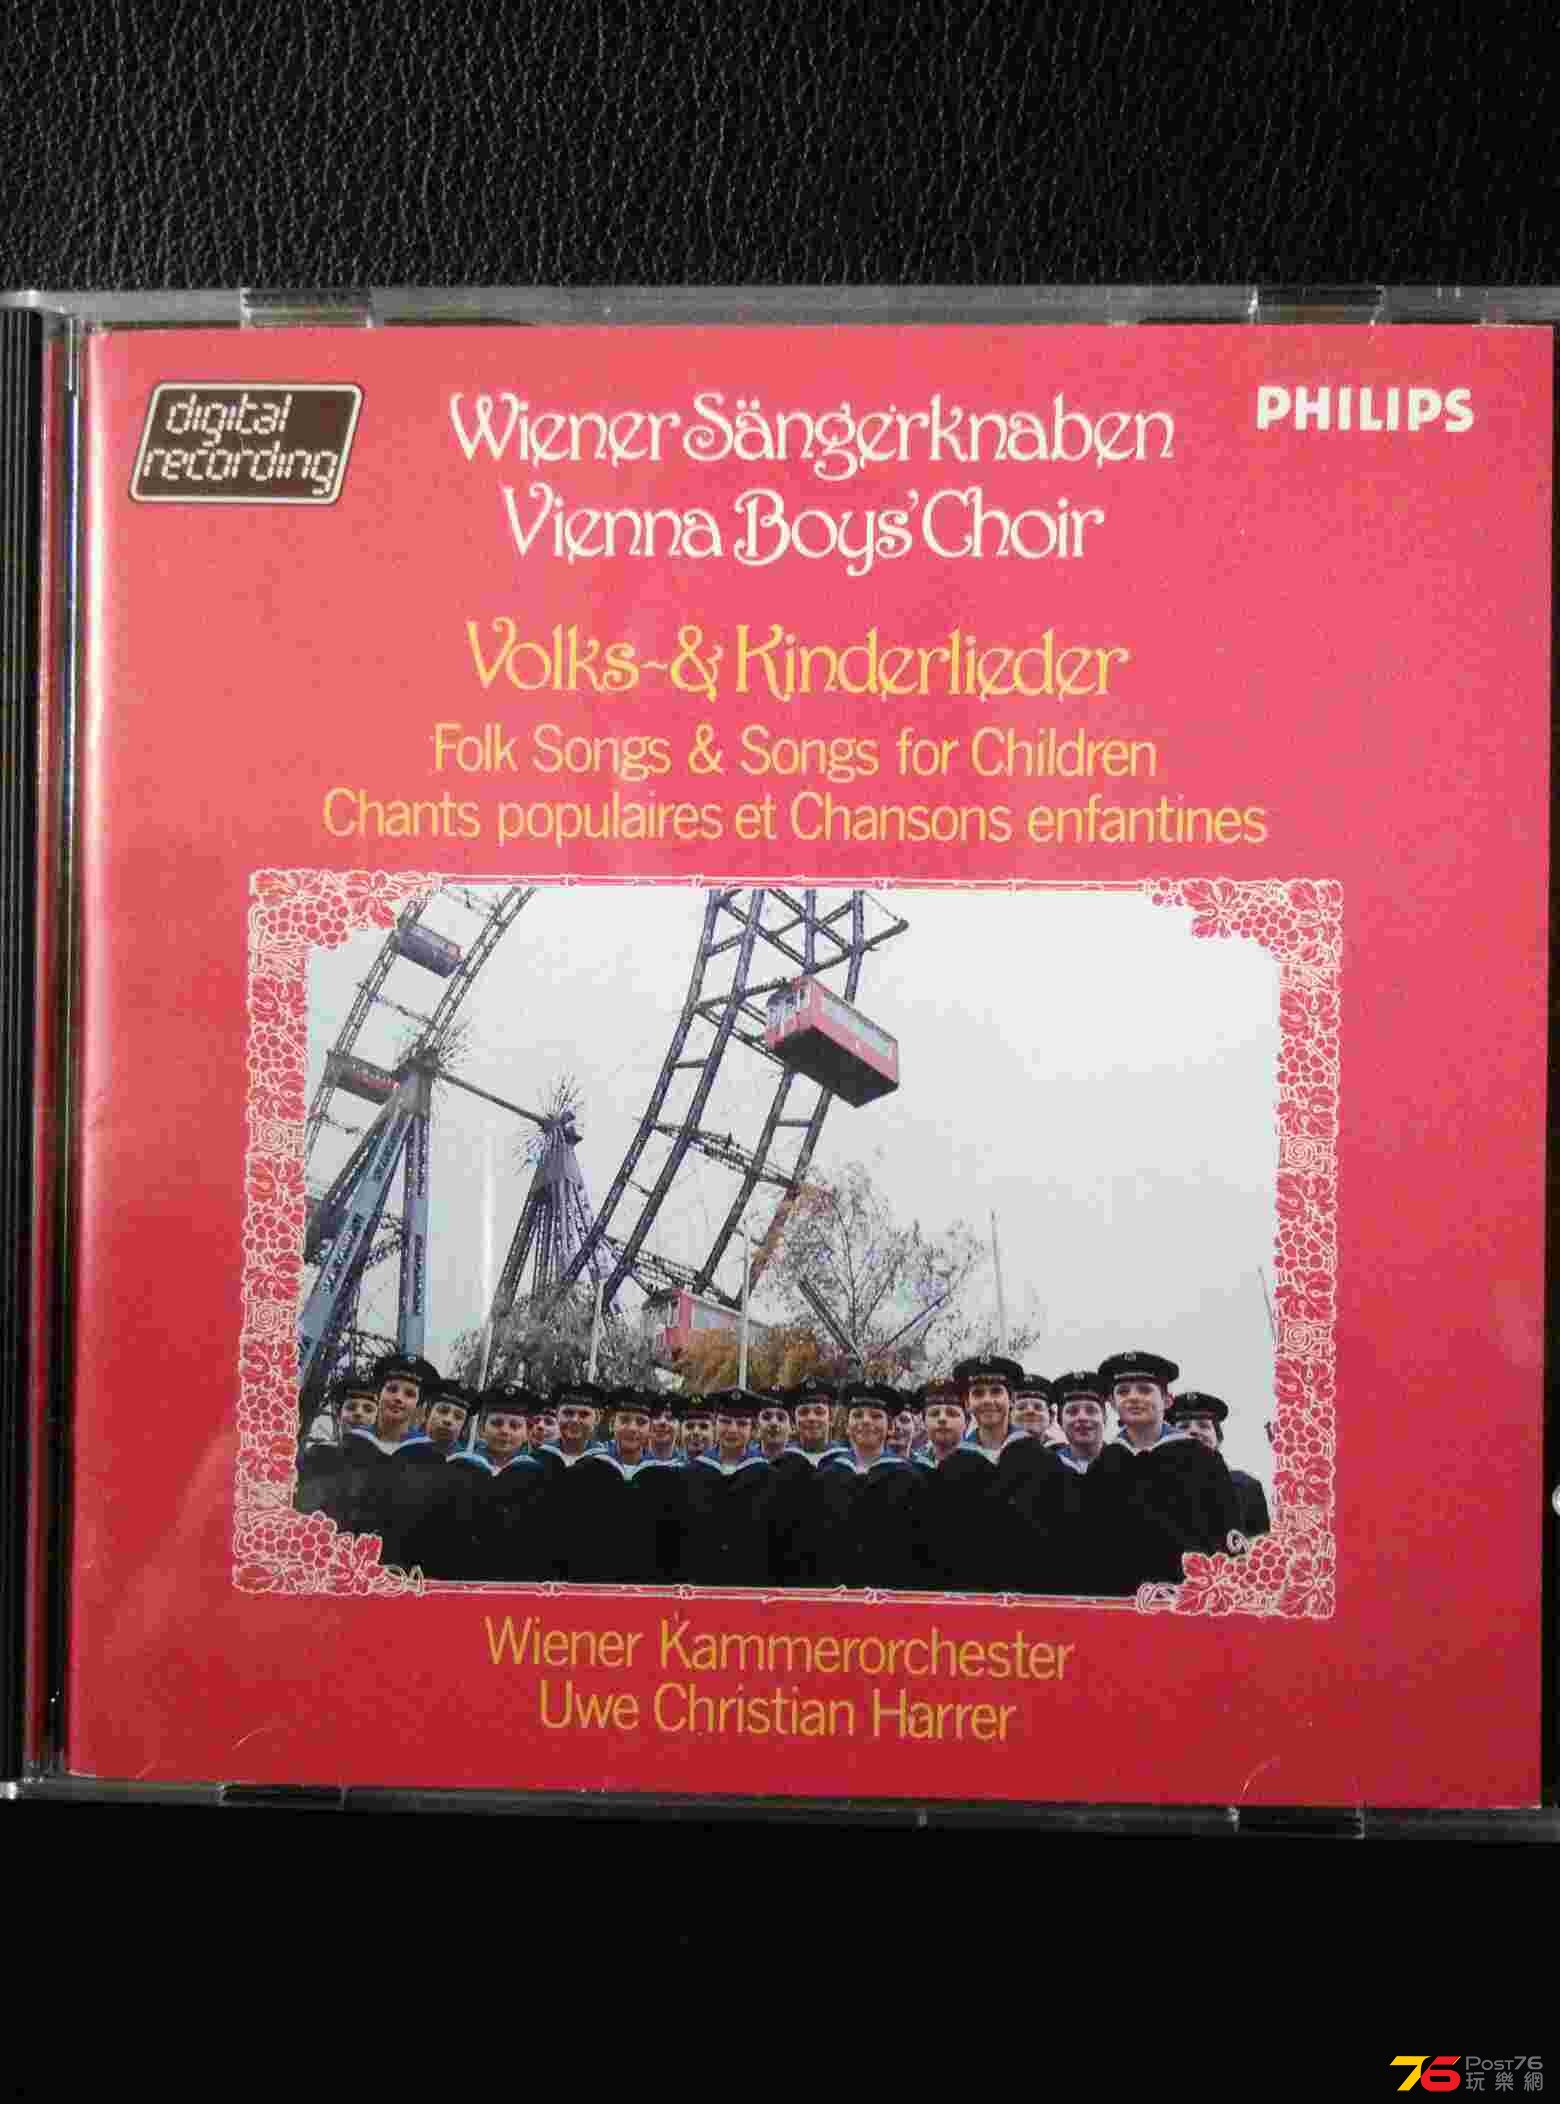 digital
recording
Wiener Sängerknaben
Vienna Boys' Choir
PHILIPS
Volks- & Kinderlieder
Folk Songs & Songs for Children
Chants populaires et Chansons enfantines
Wiener Kammerorchester
Uwe Christian Harrer
76 Post76
玩樂網